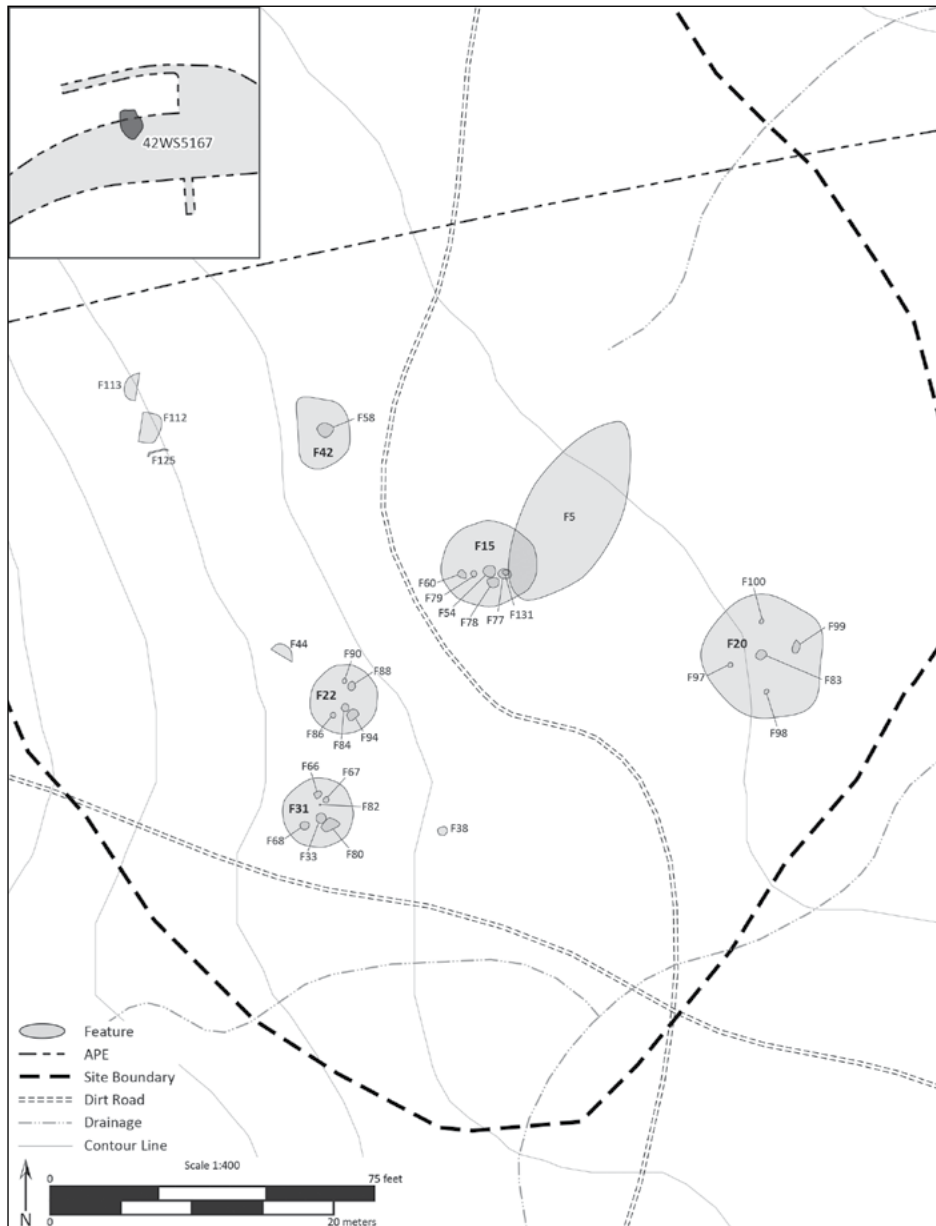 42WS5167
F113
F112
F125
F58
F42
F5
F15
F60
F79
F54
F78
F77
F131
F100
F99
F20
F97
F83
F98
F44
F90
F88
F22
F86
F84
F94
F66
F67
F31
F82
F68
F33
F80
F38
Feature
APE
Site Boundary
Dirt Road
Drainage
Contour Line
Scale 1:400
0 75 feet
N
0 20 meters